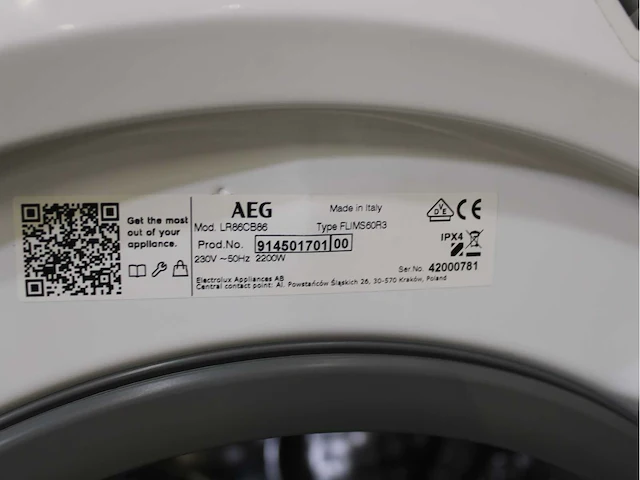 Get the most
out of your
appliance.
AEG
Made in Italy
Mod. LR86CB86
Type FLIMS60R3
Prod.No. 914501701 00
230V ~50Hz 2200W
Electrolux Appliances AB
Central contact point: Al. Powstańców Śląskich 26, 30-570 Kraków, Poland
DVE CE
IPX4
Ser.No. 42000781